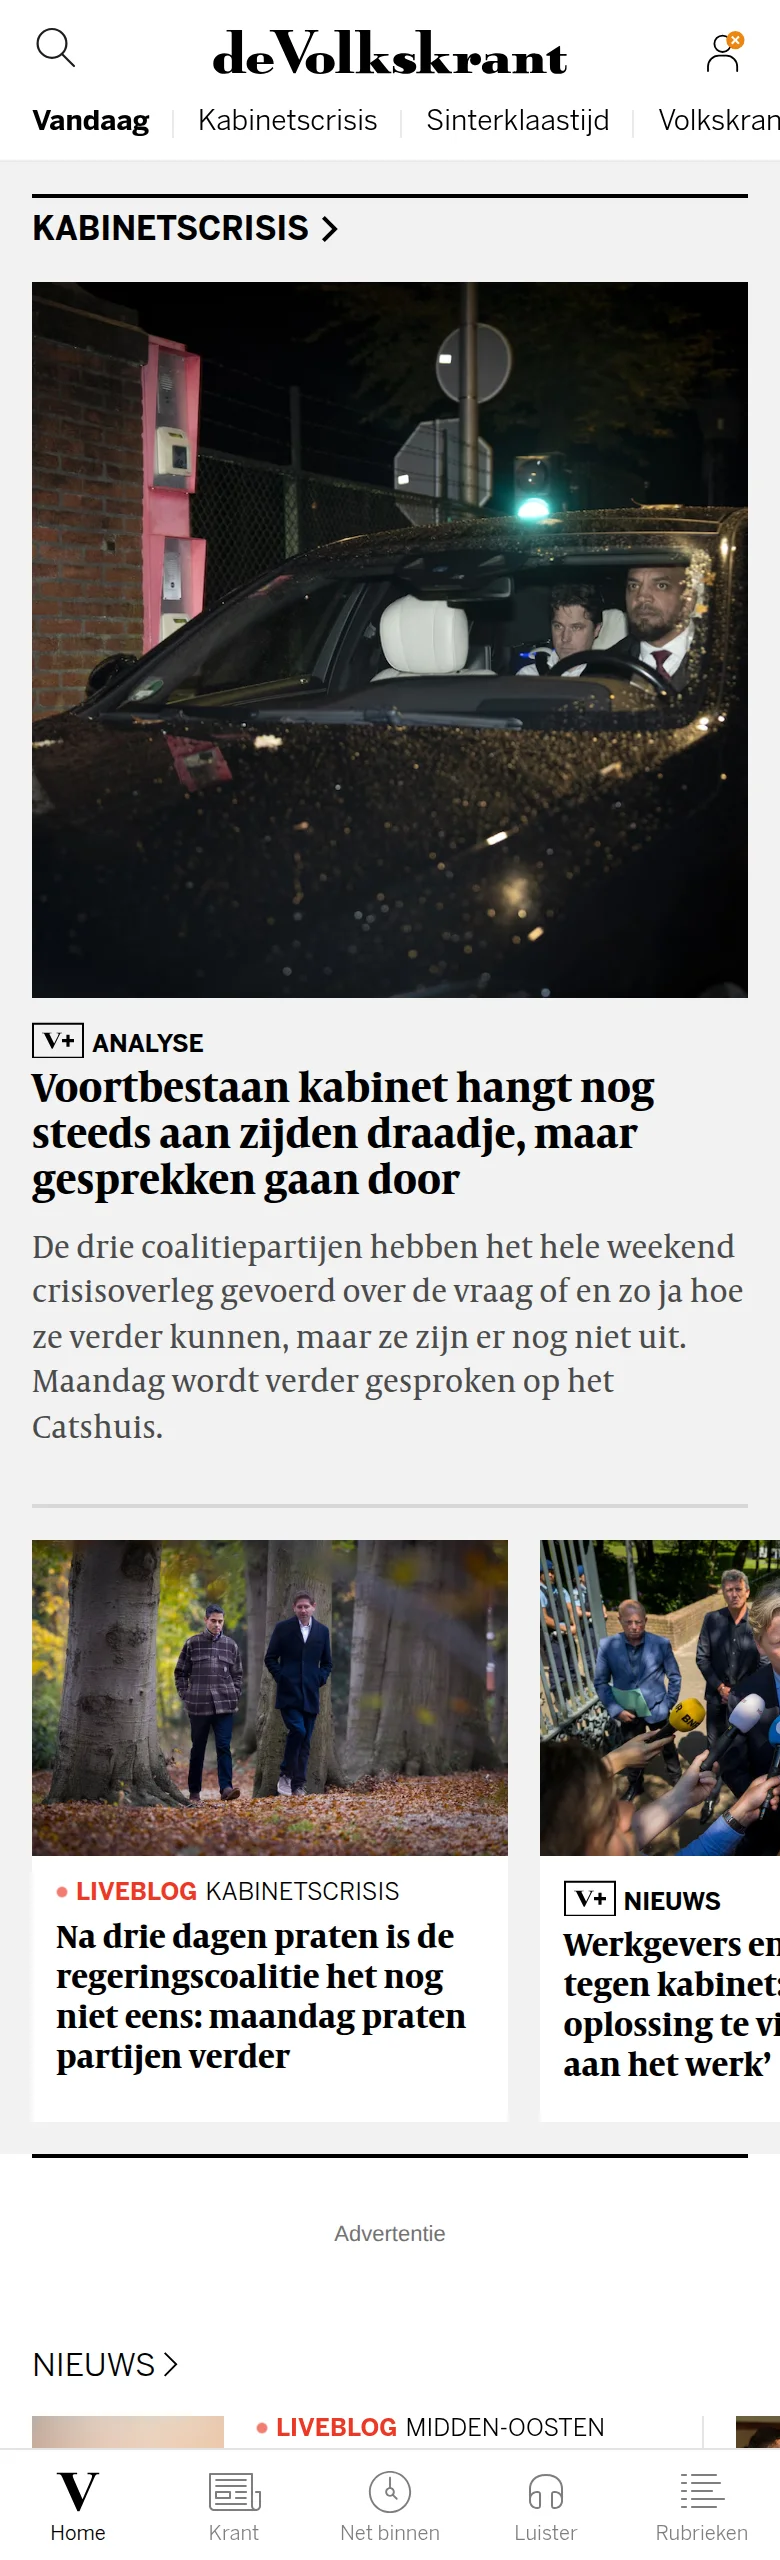 deVolkskrant
Vandaag
Kabinetscrisis
Sinterklaastijd
Volkskran
KABINETSCRISIS
V+ ANALYSE
Voortbestaan kabinet hangt nog
steeds aan zijden draadje, maar
gesprekken gaan door
De drie coalitiepartijen hebben het hele weekend
crisisoverleg gevoerd over de vraag of en zo ja hoe
ze verder kunnen, maar ze zijn er nog niet uit.
Maandag wordt verder gesproken op het
Catshuis.
LIVEBLOG KABINETSCRISIS
Na drie dagen praten is de
regeringscoalitie het nog
niet eens: maandag praten
partijen verder
BNR
V+ NIEUWS
Werkgevers en
tegen kabinet:
oplossing te vi
aan het werk’
Advertentie
NIEUWS
LIVEBLOG MIDDEN-OOSTEN
V
Home
Krant
Net binnen
Luister
Rubrieken